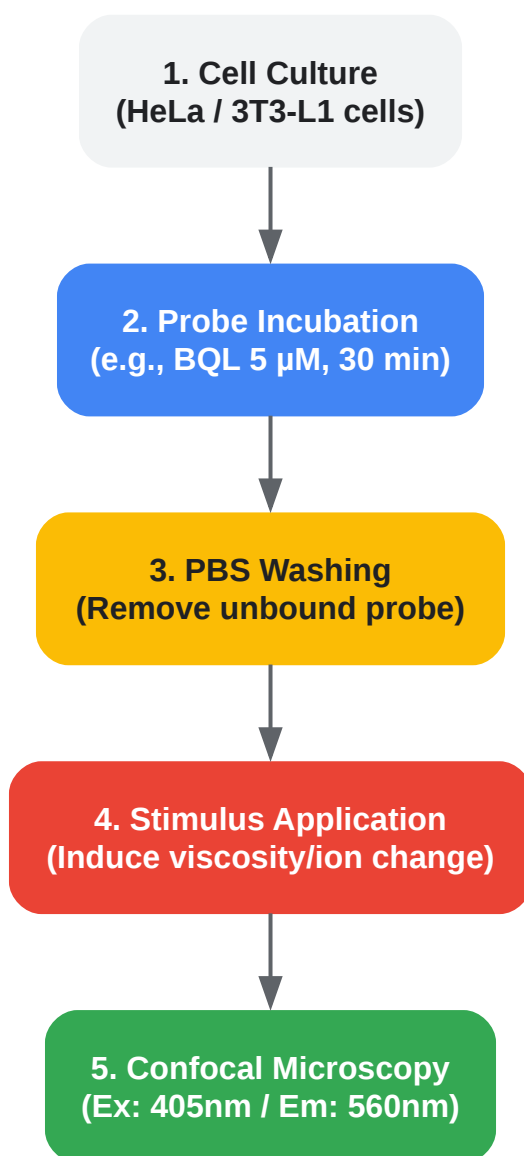 1. Cell Culture
(HeLa / 3T3-L1 cells)
2. Probe Incubation
(e.g., BQL 5 μM, 30 min)
3. PBS Washing
(Remove unbound probe)
4. Stimulus Application
(Induce viscosity/ion change)
5. Confocal Microscopy
(Ex: 405nm / Em: 560nm)